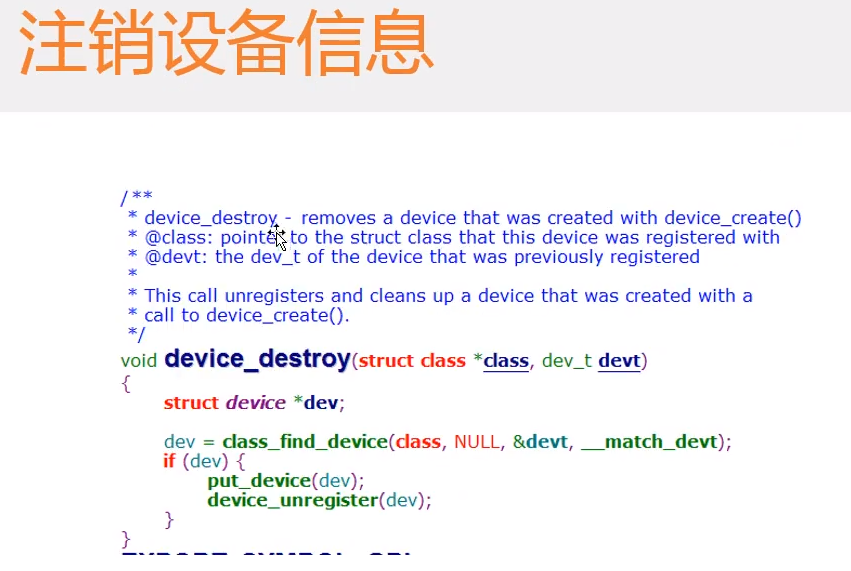 注销设备信息
/**
 * device_destroy - removes a device that was created with device_create()
 * @class: pointer to the struct class that this device was registered with
 * @devt: the dev_t of the device that was previously registered
 *
 * This call unregisters and cleans up a device that was created with a
 * call to device_create().
 */
void device_destroy(struct class *class, dev_t devt)
{
struct device *dev;
dev = class_find_device(class, NULL, &devt, __match_devt);
if (dev) {
put_device(dev);
device_unregister(dev);
}
}